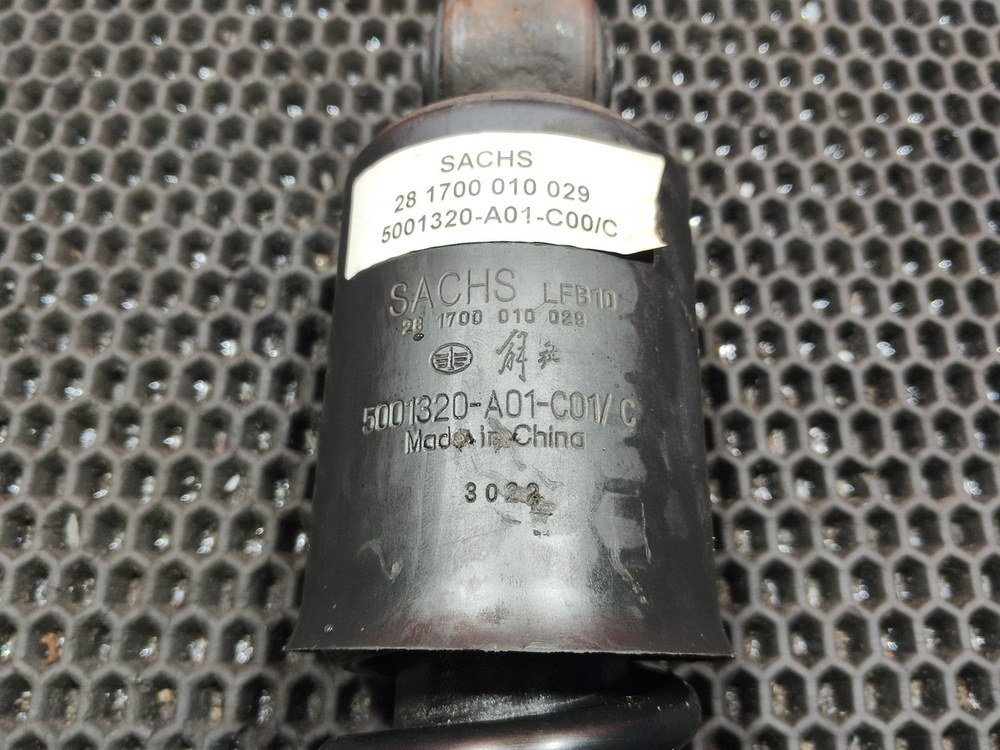 SACHS
28 1700 010 029
5001320-A01-C00/C
SACHS LFB10
28 1700 010 029
解放
5001320-A01-C01/ C
Made in China
3022